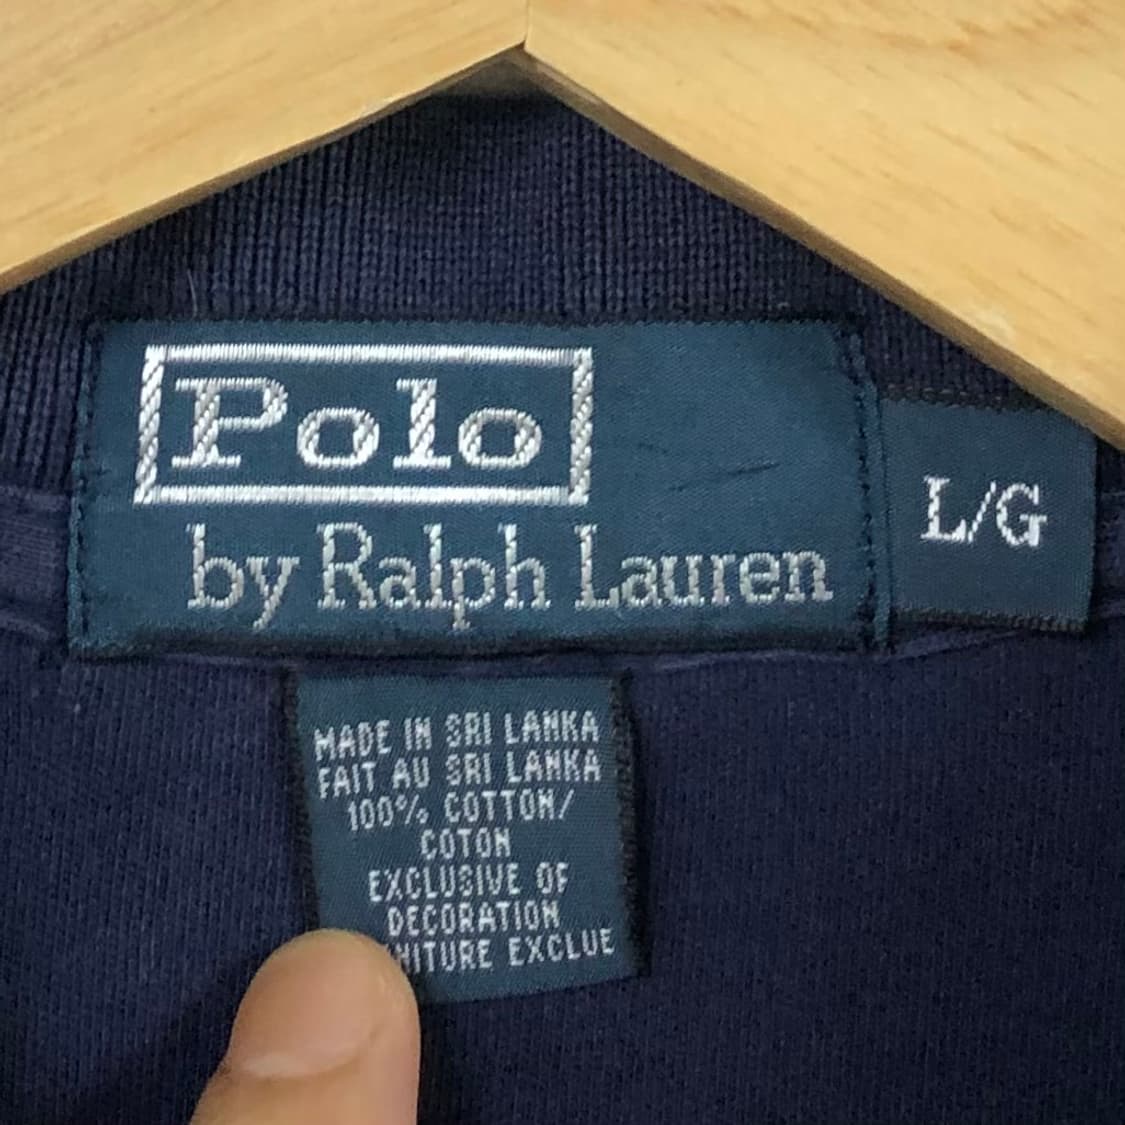 Polo
by Ralph Lauren
L/G
MADE IN SRI LANKA
FAIT AU SRI LANKA
100% COTTON/
COTON
EXCLUSIVE OF
DECORATION
EXCLUE